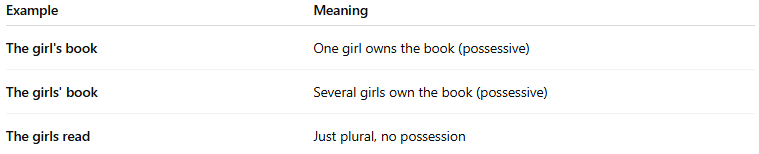 Example Meaning
The girl's book One girl owns the book (possessive)
The girls' book Several girls own the book (possessive)
The girls read Just plural, no possession